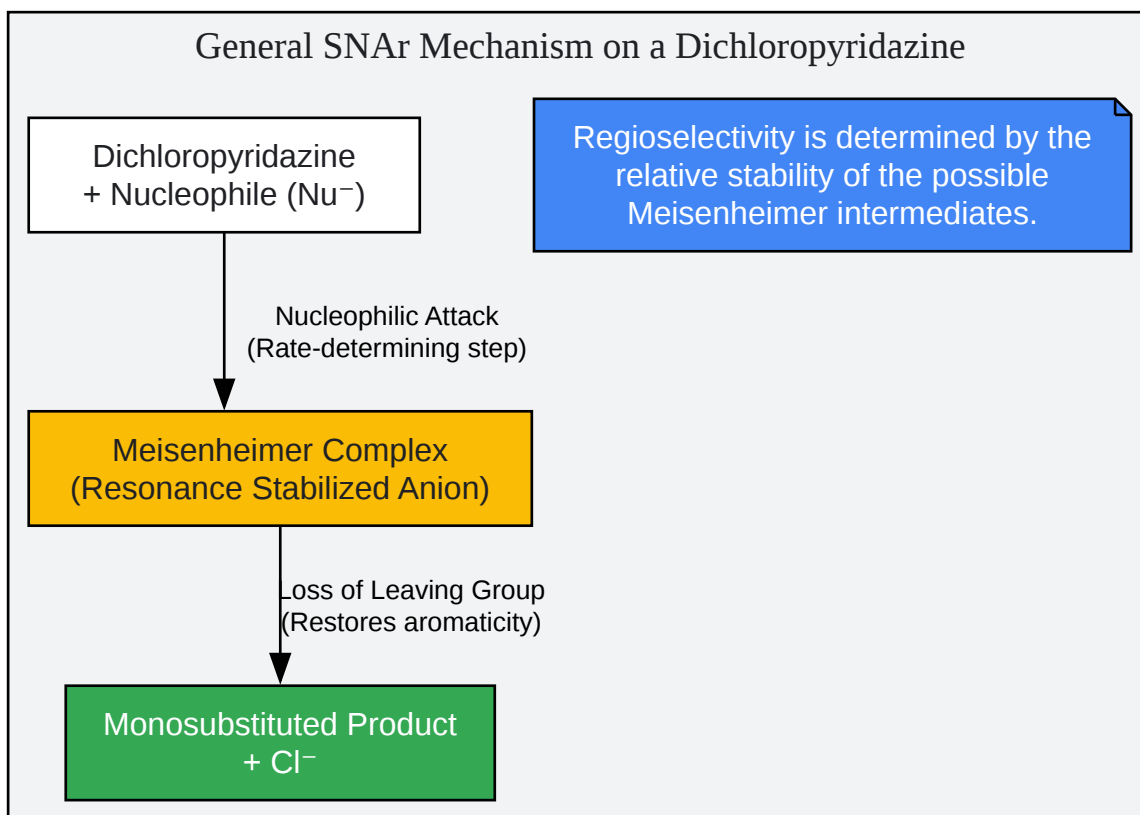 General SNAr Mechanism on a Dichloropyridazine
Dichloropyridazine
+ Nucleophile (Nu⁻)
Regioselectivity is determined by the
relative stability of the possible
Meisenheimer intermediates.
Nucleophilic Attack
(Rate-determining step)
Meisenheimer Complex
(Resonance Stabilized Anion)
Loss of Leaving Group
(Restores aromaticity)
Monosubstituted Product
+ Cl⁻